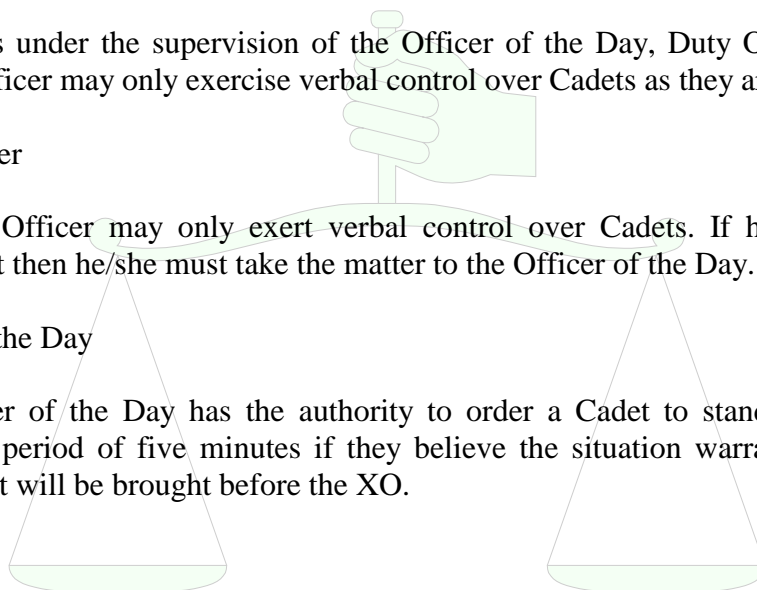 s under the supervision of the Officer of the Day, Duty O
ficer may only exercise verbal control over Cadets as they a
er
Officer may only exert verbal control over Cadets. If h
t then he/she must take the matter to the Officer of the Day.
the Day
er of the Day has the authority to order a Cadet to stand
period of five minutes if they believe the situation warra
t will be brought before the XO.